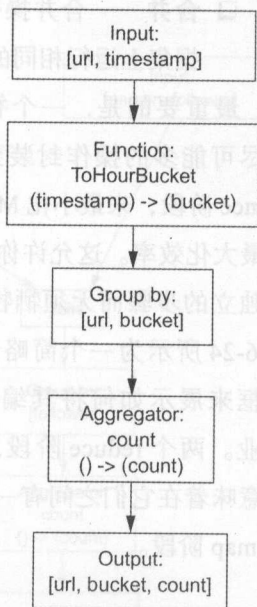 Input:
[url, timestamp]
Function:
ToHourBucket
(timestamp) -> (bucket)
Group by:
[url, bucket]
Aggregator:
count
() -> (count)
Output:
[url, bucket, count]